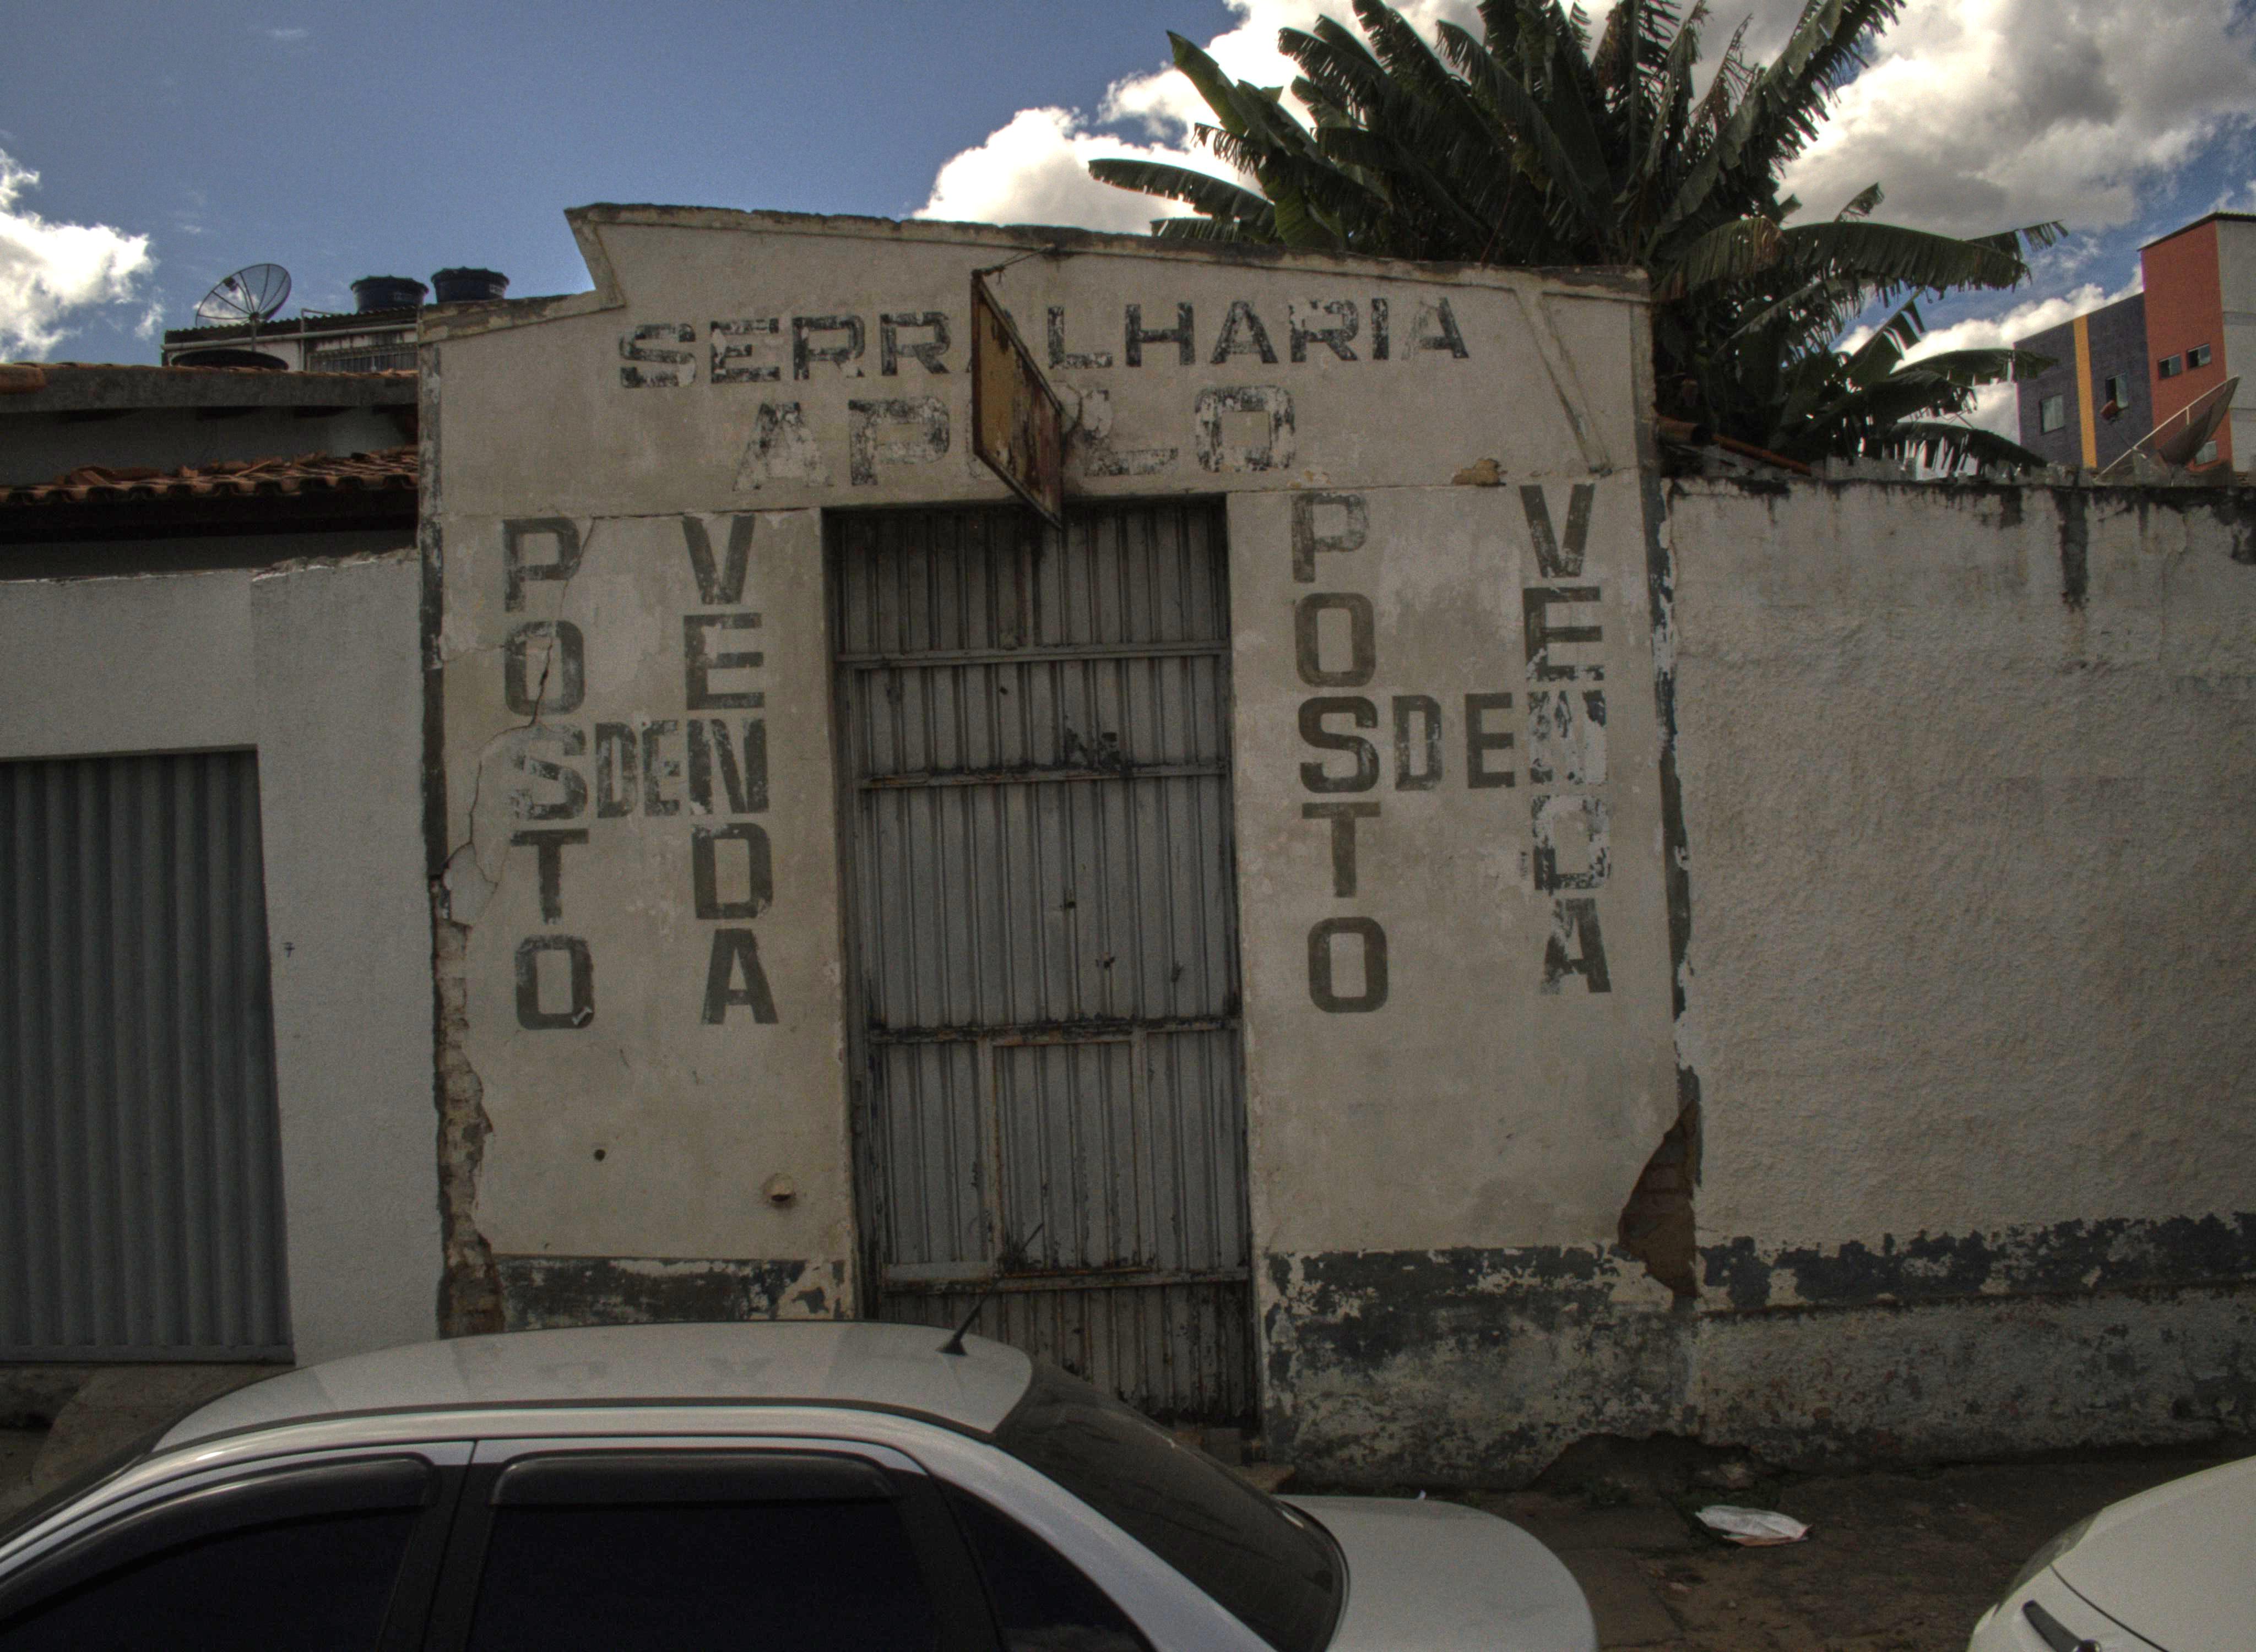 SERRALHARIA
POSTO DE VENDA
POSTO DE VENDA